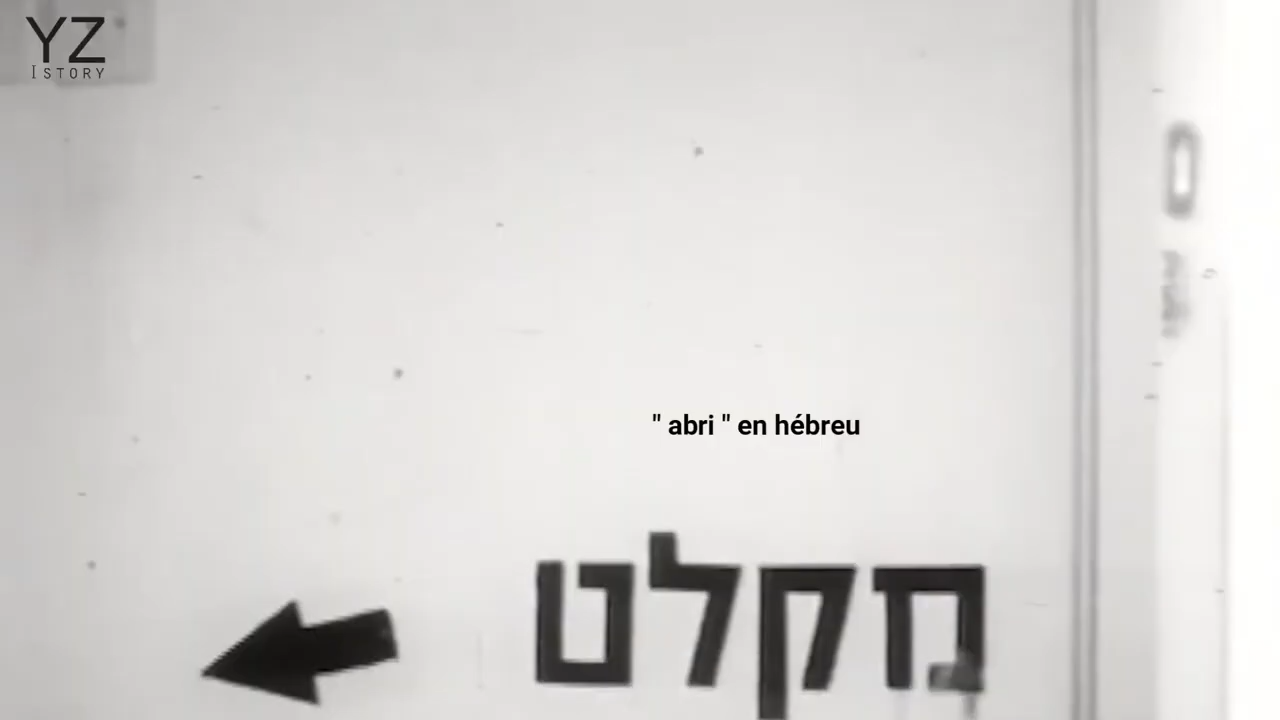 YZ
ISTORY
" abri " en hébreu
מקלט